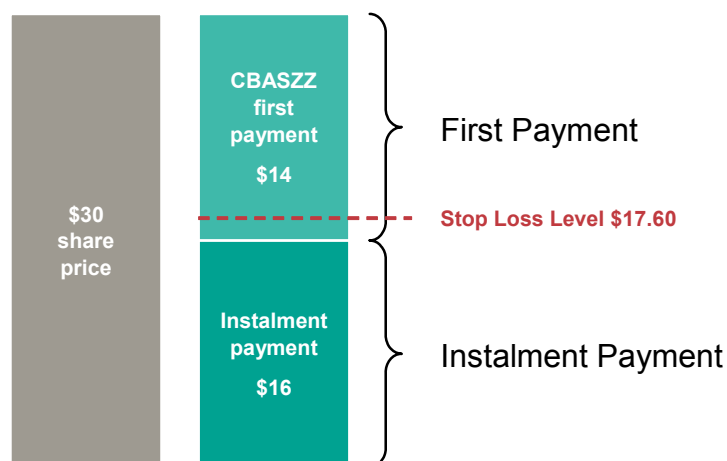 $30
share
price
CBASZZ
first
payment
$14
First Payment
Stop Loss Level $17.60
Instalment
payment
$16
Instalment Payment